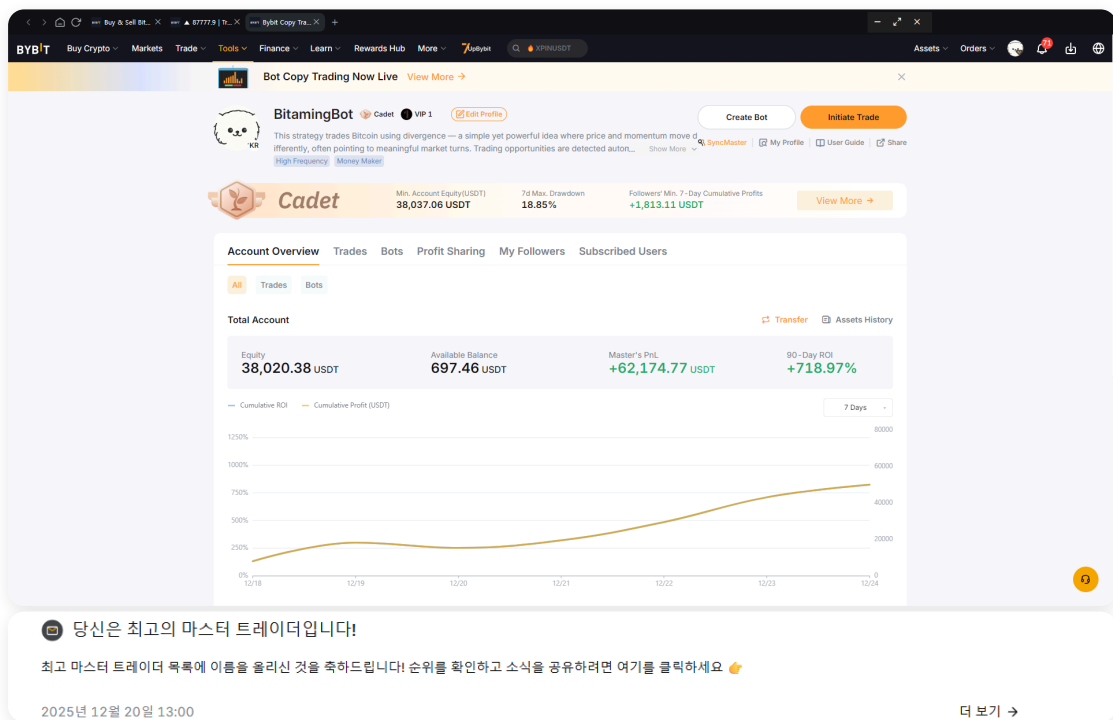 Buy & Sell Bit...
▲ 87777.9 | Tr...
Bybit Copy Tra...
BYBIT Buy Crypto Markets Trade Tools Finance Learn Rewards Hub More UpBybit XPINUSDT Assets Orders 71
Bot Copy Trading Now Live View More →
BitamingBot Cadet VIP 1 Edit Profile
Create Bot Initiate Trade
KR
This strategy trades Bitcoin using divergence — a simple yet powerful idea where price and momentum move d
ifferently, often pointing to meaningful market turns. Trading opportunities are detected autom... Show More
SyncMaster My Profile User Guide Share
High Frequency Money Maker
Cadet
Min. Account Equity(USDT) 7d Max. Drawdown Followers' Min. 7-Day Cumulative Profits
38,037.06 USDT 18.85% +1,813.11 USDT
View More →
Account Overview Trades Bots Profit Sharing My Followers Subscribed Users
All Trades Bots
Total Account Transfer Assets History
Equity Available Balance Master's PnL 90-Day ROI
38,020.38 USDT 697.46 USDT +62,174.77 USDT +718.97%
Cumulative ROI Cumulative Profit (USDT) 7 Days
80000
1250%
1000% 60000
750%
40000
500%
20000
250%
0% 0
12/18 12/19 12/20 12/21 12/22 12/23 12/24
당신은 최고의 마스터 트레이더입니다!
최고 마스터 트레이더 목록에 이름을 올리신 것을 축하드립니다! 순위를 확인하고 소식을 공유하려면 여기를 클릭하세요 👉
2025년 12월 20일 13:00 더 보기 →